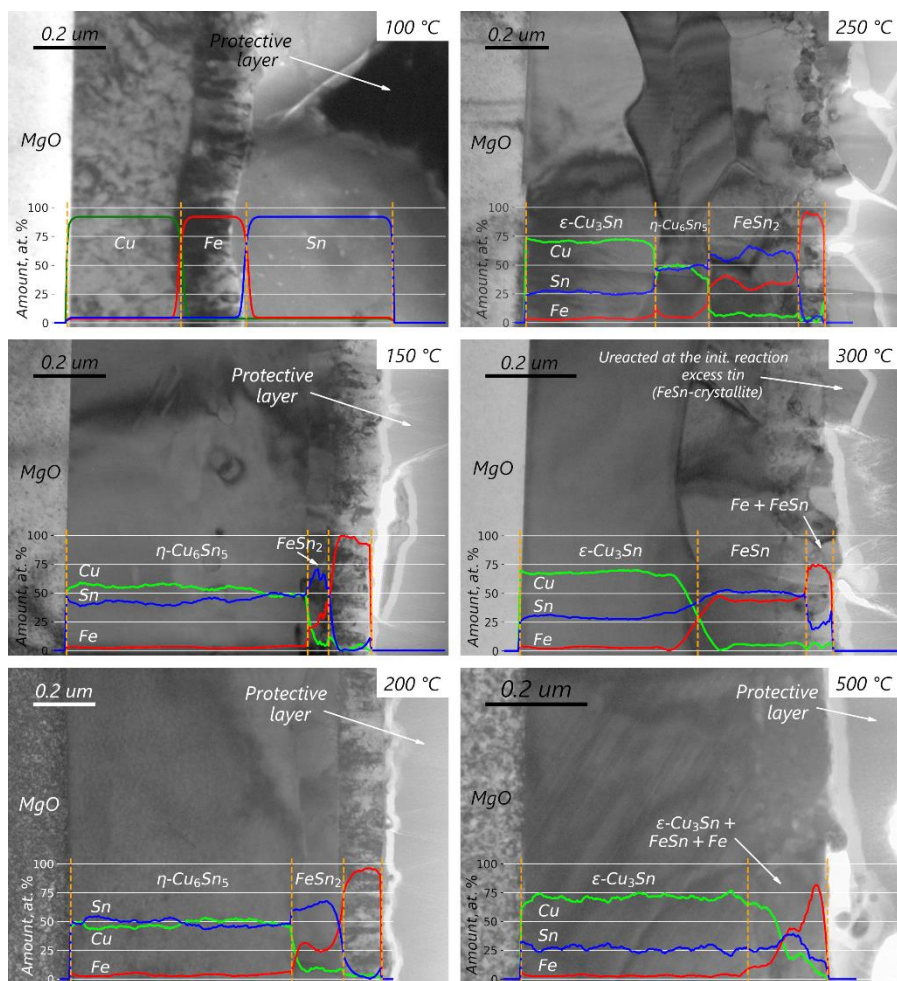 0.2 um
Protective
layer
100 °C
MgO
Amount, at. %
100
75
50
25
0
Cu
Fe
Sn
0.2 um
250 °C
MgO
Amount, at. %
100
75
50
25
0
ε-Cu₃Sn
η-Cu₆Sn₅
FeSn₂
Cu
Sn
Fe
0.2 um
150 °C
Protective
layer
MgO
Amount, at. %
100
75
50
25
0
η-Cu₆Sn₅
FeSn₂
Cu
Sn
Fe
0.2 um
Ureacted at the init. reaction
excess tin
(FeSn-crystallite)
300 °C
MgO
Fe + FeSn
Amount, at. %
100
75
50
25
0
ε-Cu₃Sn
FeSn
Cu
Sn
Fe
0.2 um
Protective
layer
200 °C
MgO
Amount, at. %
100
75
50
25
0
η-Cu₆Sn₅
FeSn₂
Sn
Cu
Fe
0.2 um
Protective
layer
500 °C
MgO
ε-Cu₃Sn +
FeSn + Fe
Amount, at. %
100
75
50
25
0
ε-Cu₃Sn
Cu
Sn
Fe